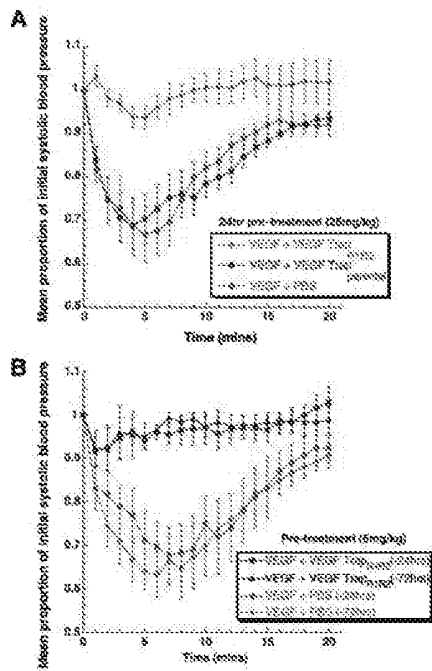 A
Mean proportion of initial systolic blood pressure
1.1
1
0.9
0.8
0.7
0.6
0.5
24hr pre-treatment (25mg/kg)
VEGF + VEGF Trap
VEGF + VEGF Trap
VEGF + PBS
0
5
10
15
20
Time (mins)
B
Mean proportion of initial systolic blood pressure
1.1
1
0.9
0.8
0.7
0.6
0.5
Pre-treatment (5mg/kg)
VEGF + VEGF Trap
VEGF + VEGF Trap
VEGF + PBS
VEGF + PBS
0
5
10
15
20
Time (mins)